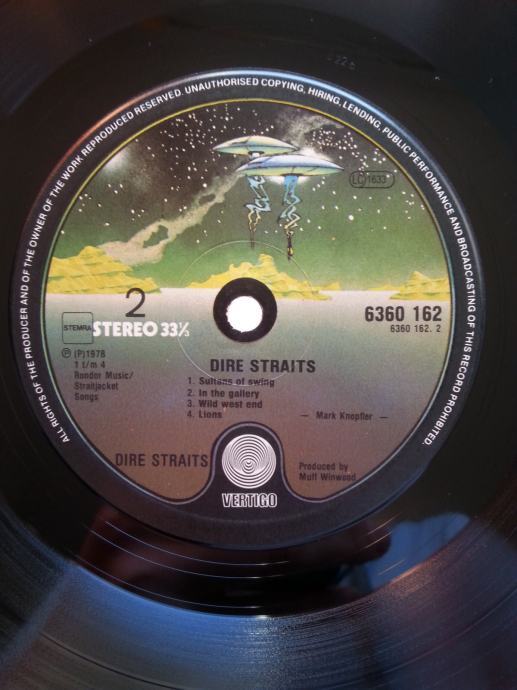 ALL RIGHTS OF THE PRODUCER AND OF THE OWNER OF THE WORK REPRODUCED RESERVED. UNAUTHORISED COPYING, HIRING, LENDING, PUBLIC PERFORMANCE AND BROADCASTING OF THIS RECORD PROHIBITED.
LC 1633
2
STEMRA STEREO 33⅓
6360 162
6360 162. 2
℗ (P)1978
1 t/m 4
Rondor Music/
Straitjacket
Songs
DIRE STRAITS
1. Sultans of swing
2. In the gallery
3. Wild west end
4. Lions
— Mark Knopfler —
DIRE STRAITS
Produced by
Muff Winwood
VERTIGO